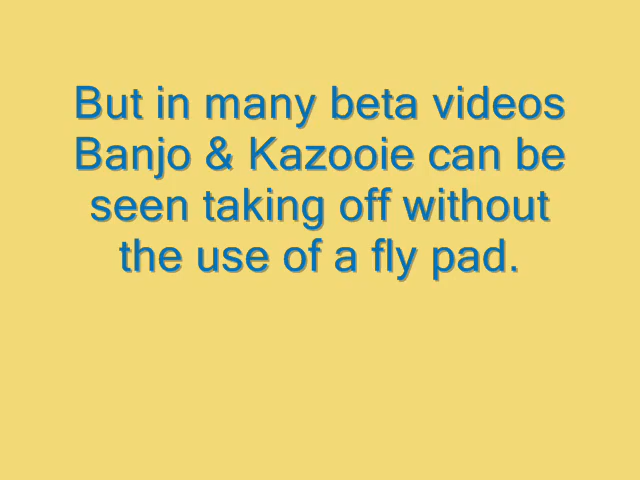 But in many beta videos
Banjo & Kazooie can be
seen taking off without
the use of a fly pad.